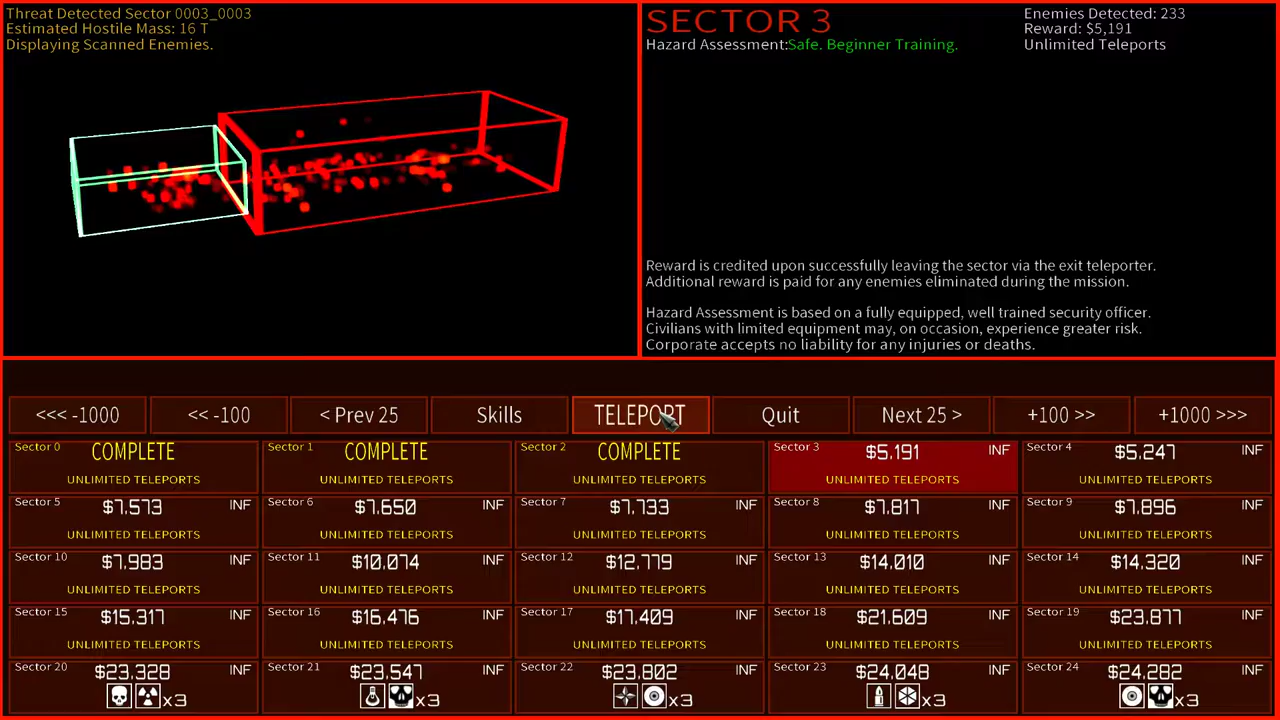 Threat Detected Sector 0003_0003
Estimated Hostile Mass: 16 T
Displaying Scanned Enemies.
SECTOR 3
Hazard Assessment:Safe. Beginner Training.
Enemies Detected: 233
Reward: $5,191
Unlimited Teleports
Reward is credited upon successfully leaving the sector via the exit teleporter.
Additional reward is paid for any enemies eliminated during the mission.
Hazard Assessment is based on a fully equipped, well trained security officer.
Civilians with limited equipment may, on occasion, experience greater risk.
Corporate accepts no liability for any injuries or deaths.
<<< -1000 << -100 < Prev 25 Skills TELEPORT Quit Next 25 > +100 >> +1000 >>>
Sector 0 COMPLETE Sector 1 COMPLETE Sector 2 COMPLETE Sector 3 $5,191 INF Sector 4 $5,247 INF
UNLIMITED TELEPORTS UNLIMITED TELEPORTS UNLIMITED TELEPORTS UNLIMITED TELEPORTS UNLIMITED TELEPORTS
Sector 5 $7,573 INF Sector 6 $7,650 INF Sector 7 $7,733 INF Sector 8 $7,817 INF Sector 9 $7,896 INF
UNLIMITED TELEPORTS UNLIMITED TELEPORTS UNLIMITED TELEPORTS UNLIMITED TELEPORTS UNLIMITED TELEPORTS
Sector 10 $7,983 INF Sector 11 $10,074 INF Sector 12 $12,779 INF Sector 13 $14,010 INF Sector 14 $14,320 INF
UNLIMITED TELEPORTS UNLIMITED TELEPORTS UNLIMITED TELEPORTS UNLIMITED TELEPORTS UNLIMITED TELEPORTS
Sector 15 $15,317 INF Sector 16 $16,476 INF Sector 17 $17,409 INF Sector 18 $21,609 INF Sector 19 $23,877 INF
UNLIMITED TELEPORTS UNLIMITED TELEPORTS UNLIMITED TELEPORTS UNLIMITED TELEPORTS UNLIMITED TELEPORTS
Sector 20 $23,328 INF Sector 21 $23,547 INF Sector 22 $23,802 INF Sector 23 $24,048 INF Sector 24 $24,282 INF
x3 x3 x3 x3 x3